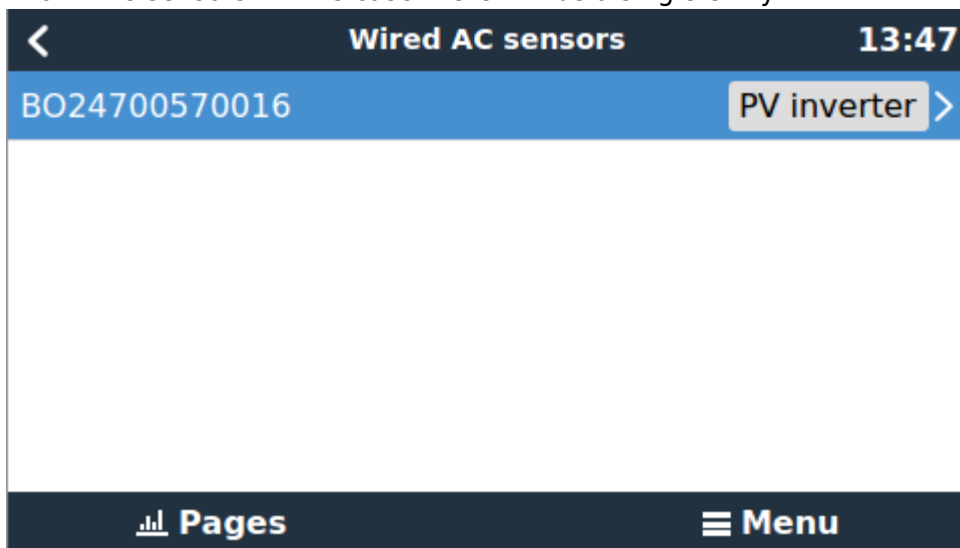 Wired AC sensors 13:47
BO24700570016 PV inverter
Pages Menu